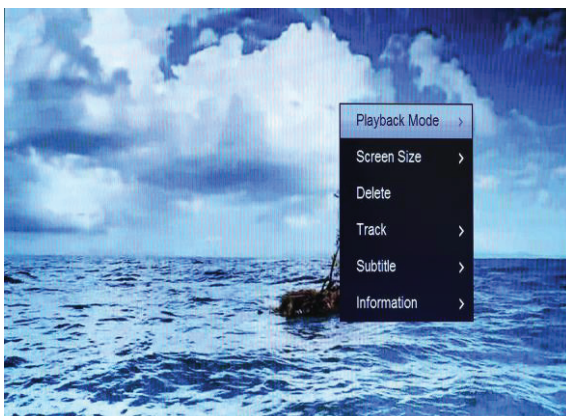 Playback Mode >
Screen Size >
Delete
Track >
Subtitle >
Information >